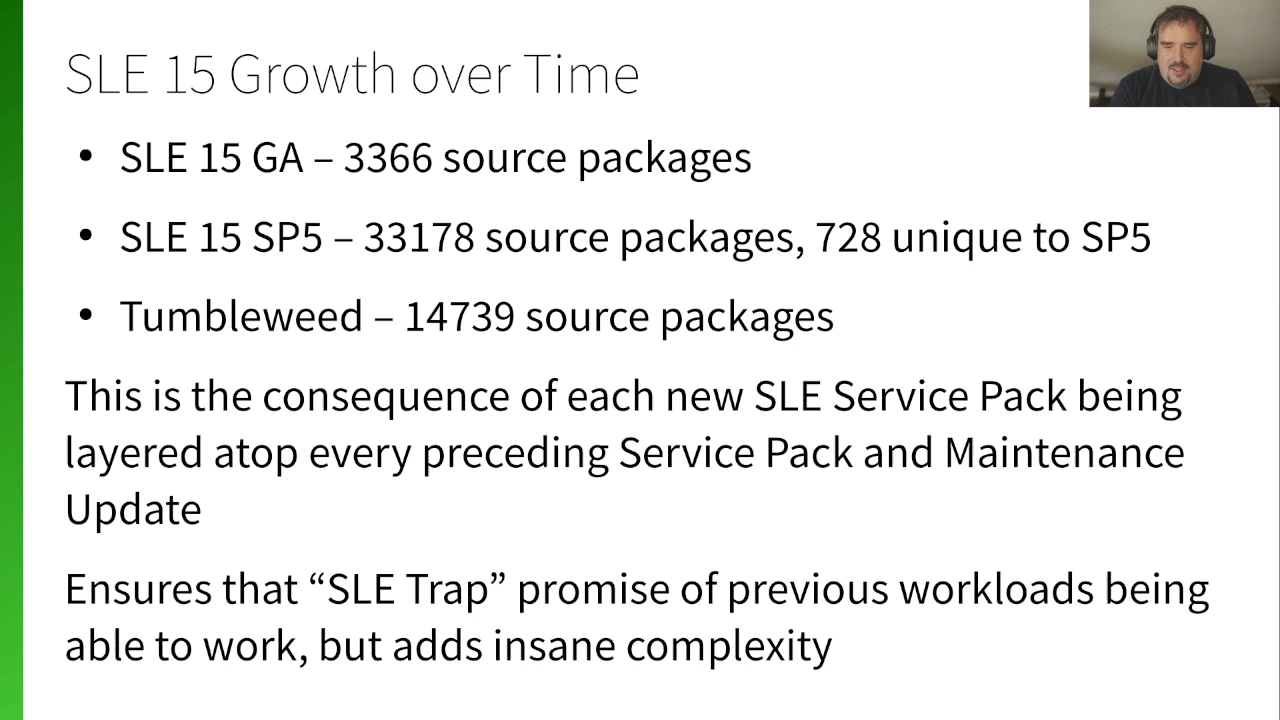 SLE 15 Growth over Time
• SLE 15 GA – 3366 source packages
• SLE 15 SP5 – 33178 source packages, 728 unique to SP5
• Tumbleweed – 14739 source packages
This is the consequence of each new SLE Service Pack being
layered atop every preceding Service Pack and Maintenance
Update
Ensures that “SLE Trap” promise of previous workloads being
able to work, but adds insane complexity